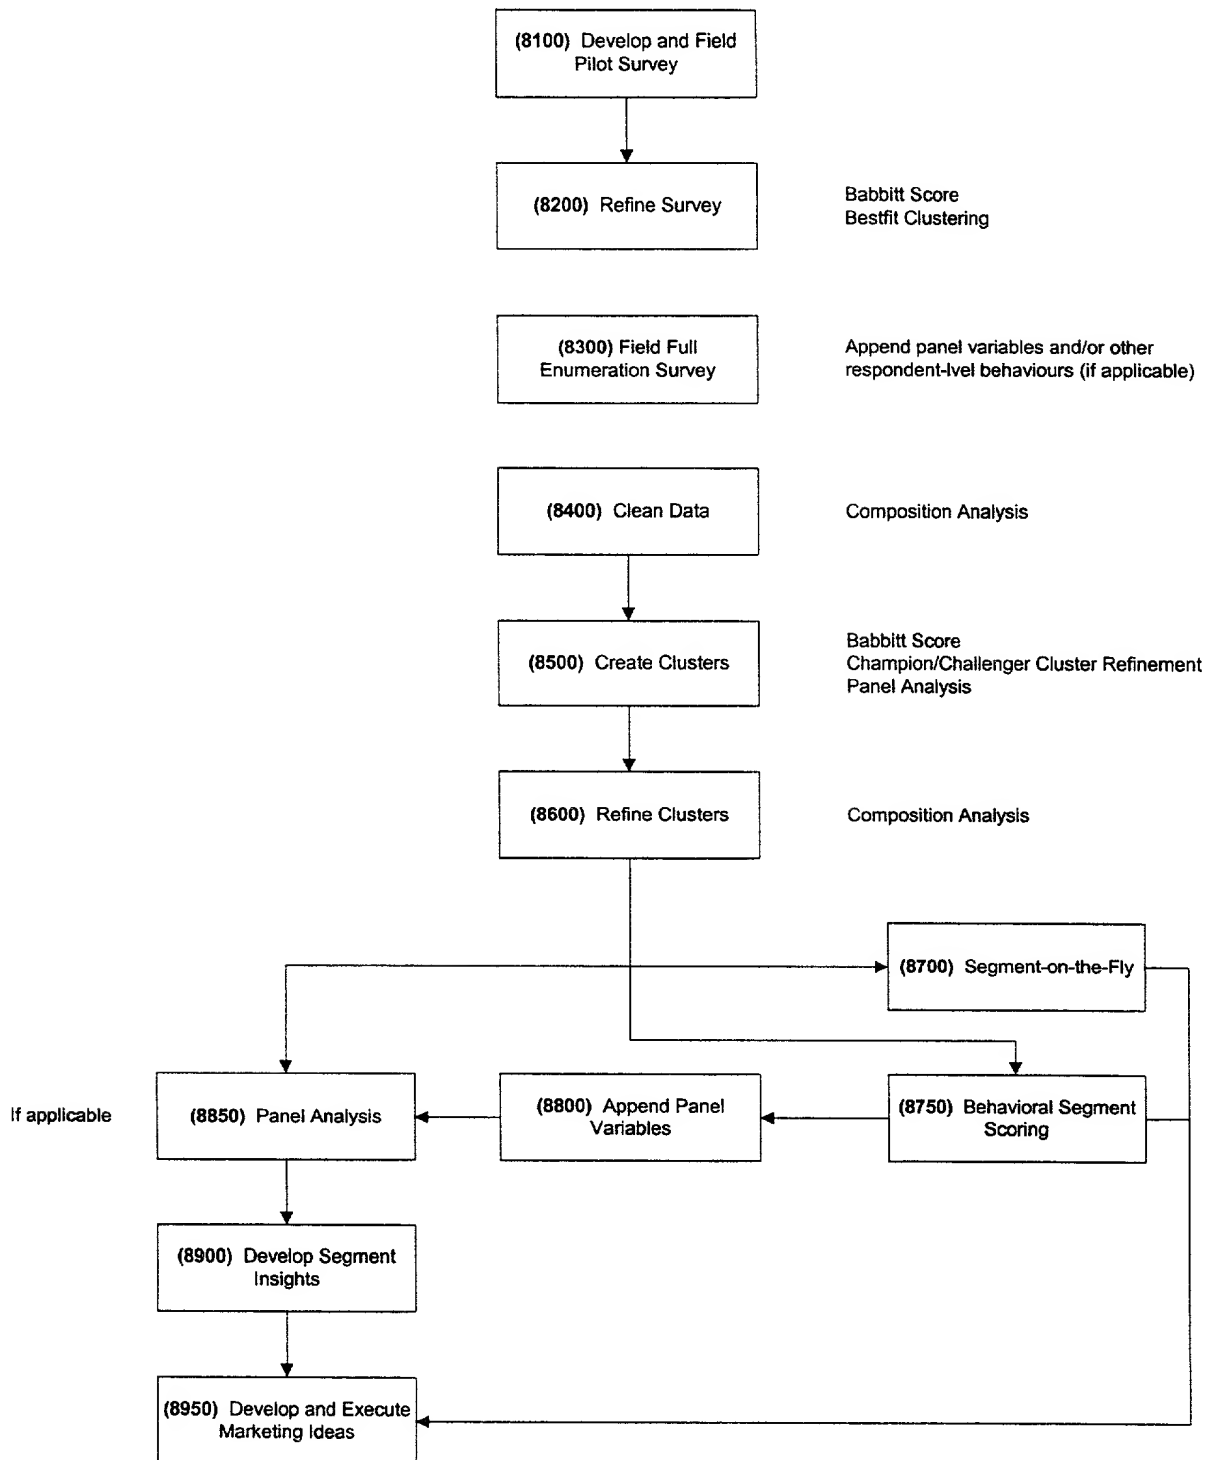 (8100) Develop and Field
Pilot Survey
(8200) Refine Survey
Babbitt Score
Bestfit Clustering
(8300) Field Full
Enumeration Survey
Append panel variables and/or other
respondent-lvel behaviours (if applicable)
(8400) Clean Data
Composition Analysis
(8500) Create Clusters
Babbitt Score
Champion/Challenger Cluster Refinement
Panel Analysis
(8600) Refine Clusters
Composition Analysis
(8700) Segment-on-the-Fly
If applicable
(8850) Panel Analysis
(8800) Append Panel
Variables
(8750) Behavioral Segment
Scoring
(8900) Develop Segment
Insights
(8950) Develop and Execute
Marketing Ideas